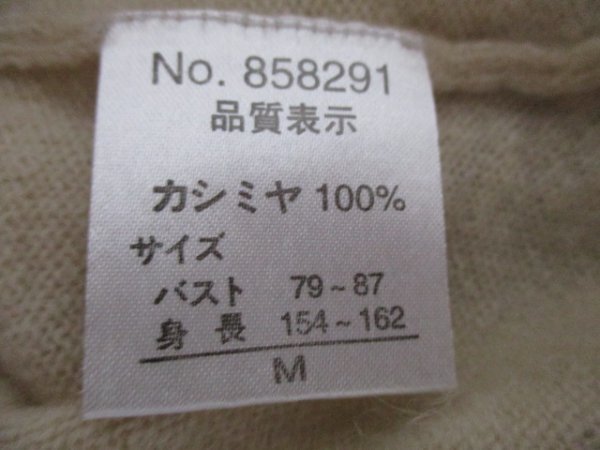 No. 858291
品質表示
カシミヤ 100%
サイズ
バスト 79~87
身長 154~162
M